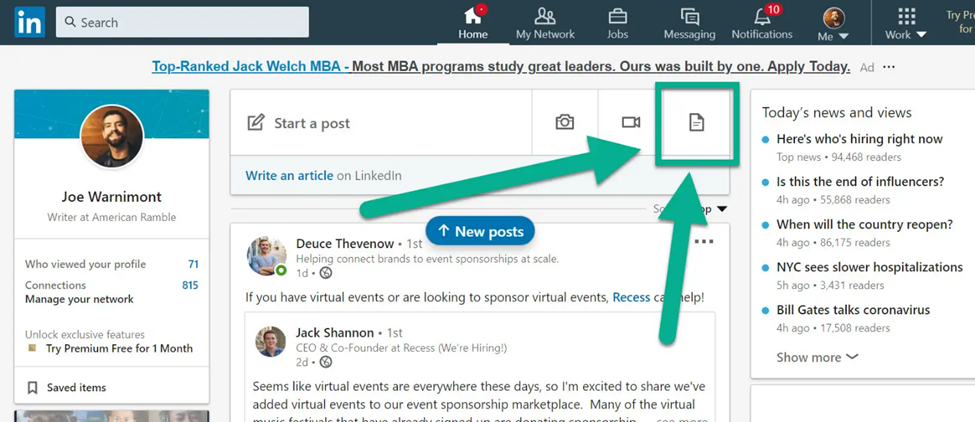 in
Search
Home
My Network
Jobs
Messaging
10
Notifications
Me
Work
Try Pre
for
Top-Ranked Jack Welch MBA - Most MBA programs study great leaders. Ours was built by one. Apply Today. Ad ···
Joe Warnimont
Writer at American Ramble
Who viewed your profile 71
Connections 815
Manage your network
Unlock exclusive features
Try Premium Free for 1 Month
Saved items
Start a post
Write an article on LinkedIn
New posts
Deuce Thevenow • 1st
Helping connect brands to event sponsorships at scale.
1d •
If you have virtual events or are looking to sponsor virtual events, Recess can help!
Jack Shannon • 1st
CEO & Co-Founder at Recess (We're Hiring!)
2d •
Seems like virtual events are everywhere these days, so I'm excited to share we've
added virtual events to our event sponsorship marketplace. Many of the virtual
music festivals that have already signed up are donating sponsorship ...see more
Today's news and views
Here's who's hiring right now
Top news • 94,468 readers
Is this the end of influencers?
4h ago • 55,868 readers
When will the country reopen?
4h ago • 86,175 readers
NYC sees slower hospitalizations
5h ago • 3,431 readers
Bill Gates talks coronavirus
4h ago • 17,508 readers
Show more